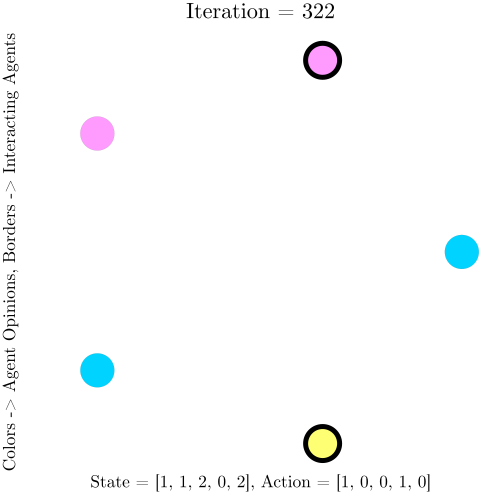 Iteration = 322
Colors -> Agent Opinions, Borders -> Interacting Agents
State = [1, 1, 2, 0, 2], Action = [1, 0, 0, 1, 0]